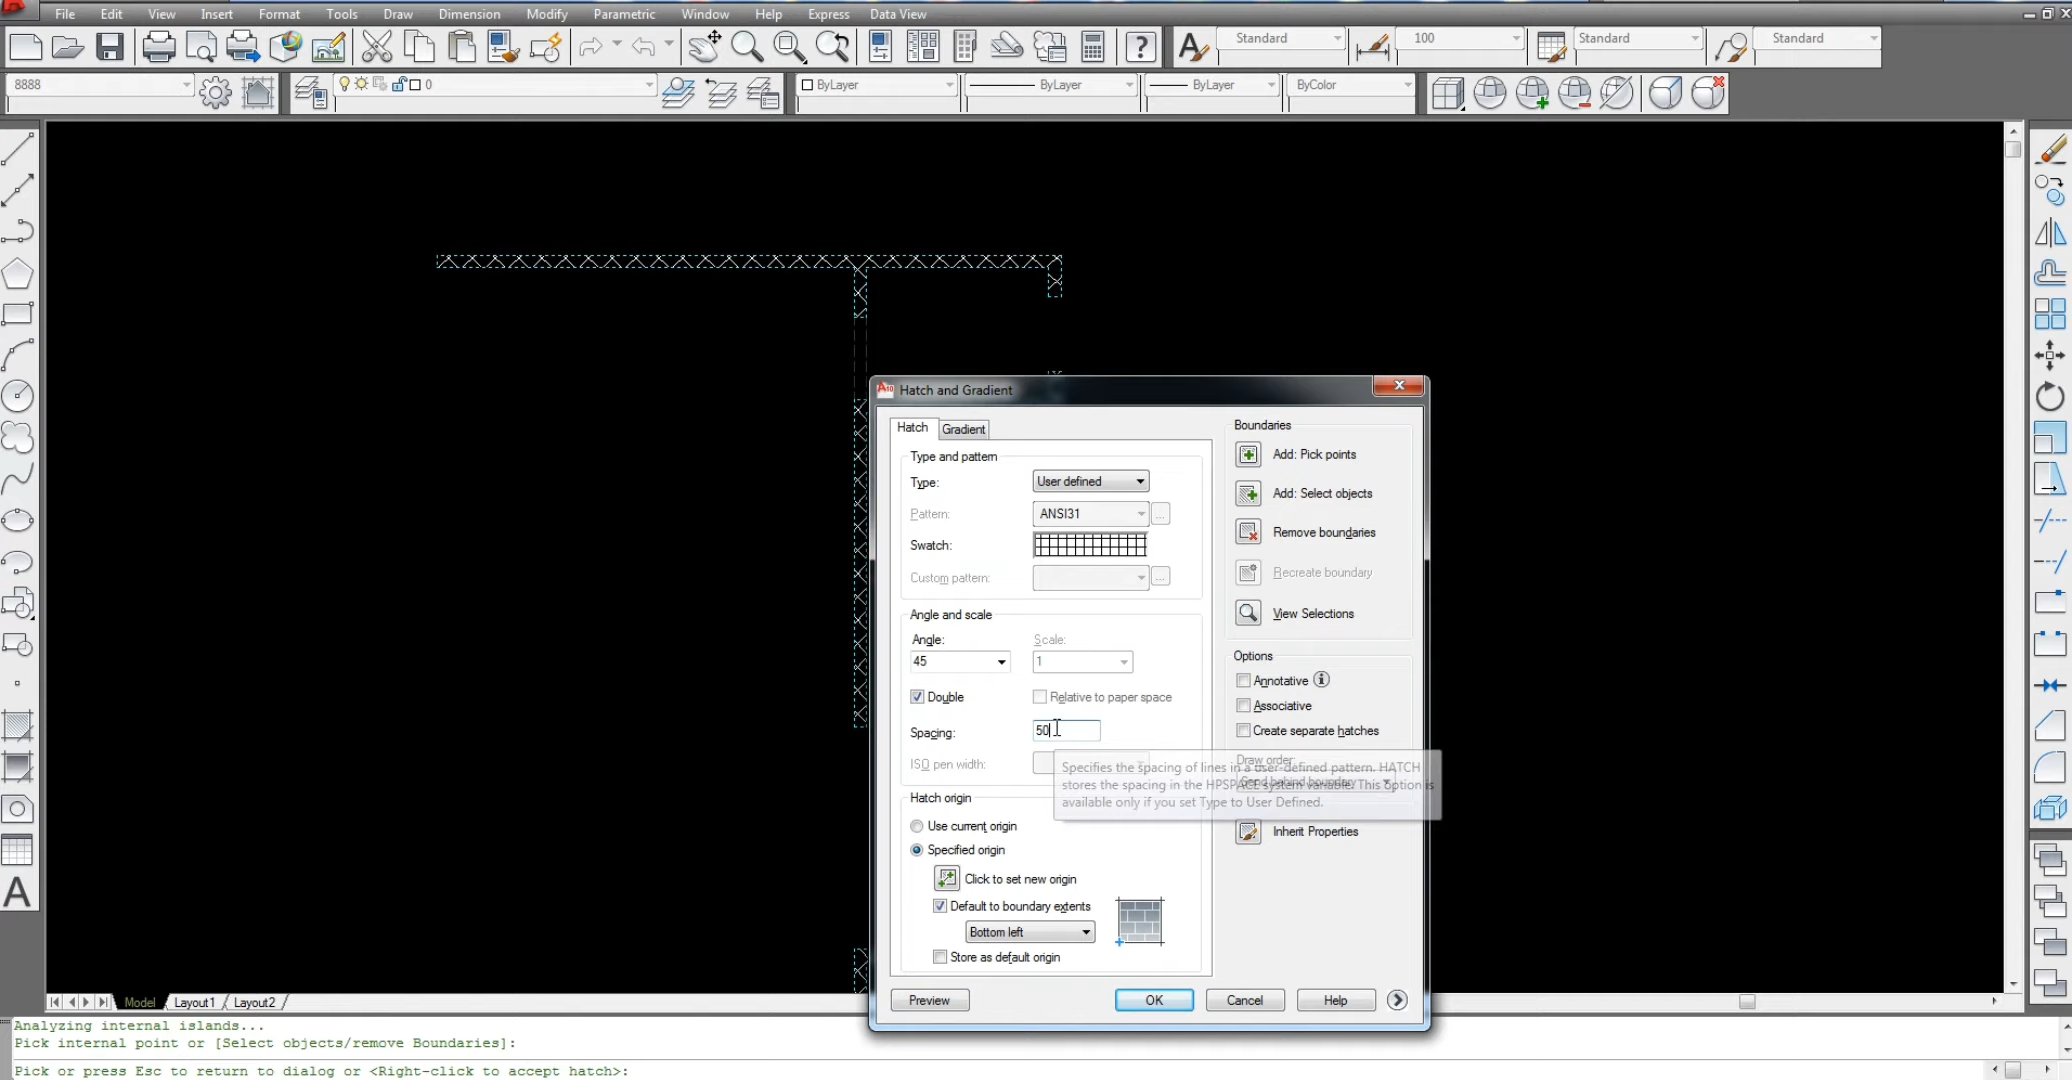 File Edit View Insert Format Tools Draw Dimension Modify Parametric Window Help Express Data View
Standard 100 Standard Standard
8888 0 ByLayer ByLayer ByLayer ByColor
Hatch and Gradient
Hatch Gradient
Type and pattern
Type: User defined
Pattern: ANSI31
Swatch:
Custom pattern:
Angle and scale
Angle: Scale:
45 1
Double Relative to paper space
Spacing: 50
ISO pen width:
Hatch origin
Use current origin
Specified origin
Click to set new origin
Default to boundary extents
Bottom left
Store as default origin
Boundaries
Add: Pick points
Add: Select objects
Remove boundaries
Recreate boundary
View Selections
Options
Annotative
Associative
Create separate hatches
Draw order:
Send behind boundary
Specifies the spacing of lines in a user-defined pattern. HATCH
stores the spacing in the HPSPACE system variable. This option is
available only if you set Type to User Defined.
Inherit Properties
Preview OK Cancel Help
Model Layout1 Layout2
Analyzing internal islands...
Pick internal point or [Select objects/remove Boundaries]:
Pick or press Esc to return to dialog or <Right-click to accept hatch>: